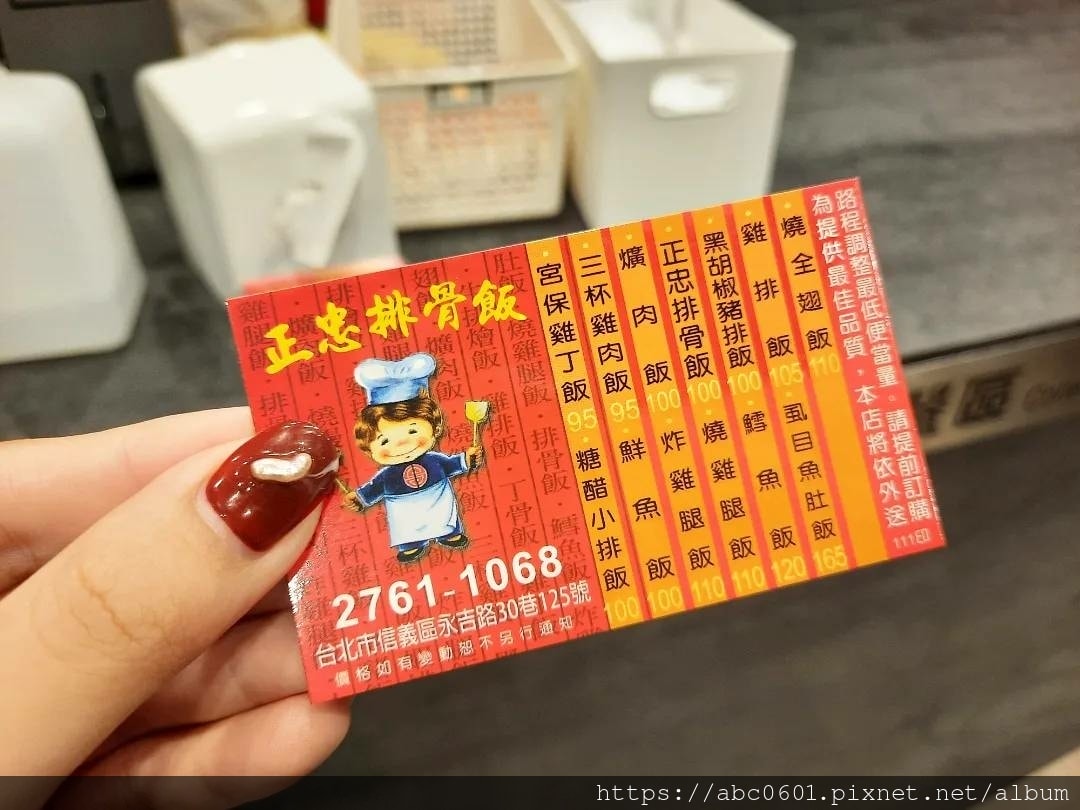 正忠排骨飯
2761-1068
台北市信義區永吉路30巷125號
價格如有變動恕不另行通知
宮保雞丁飯 95
三杯雞肉飯 95
爌肉飯 100
正忠排骨飯 100
黑胡椒豬排飯 100
雞排飯 105
燒全翅飯 110
糖醋小排飯 100
鮮魚飯 100
炸雞腿飯 110
燒雞腿飯 110
鱈魚飯 120
虱目魚肚飯 165
為提供最佳品質，本店將依外送
路程調整最低便當量。請提前訂購
111印
https://abc0601.pixnet.net/album